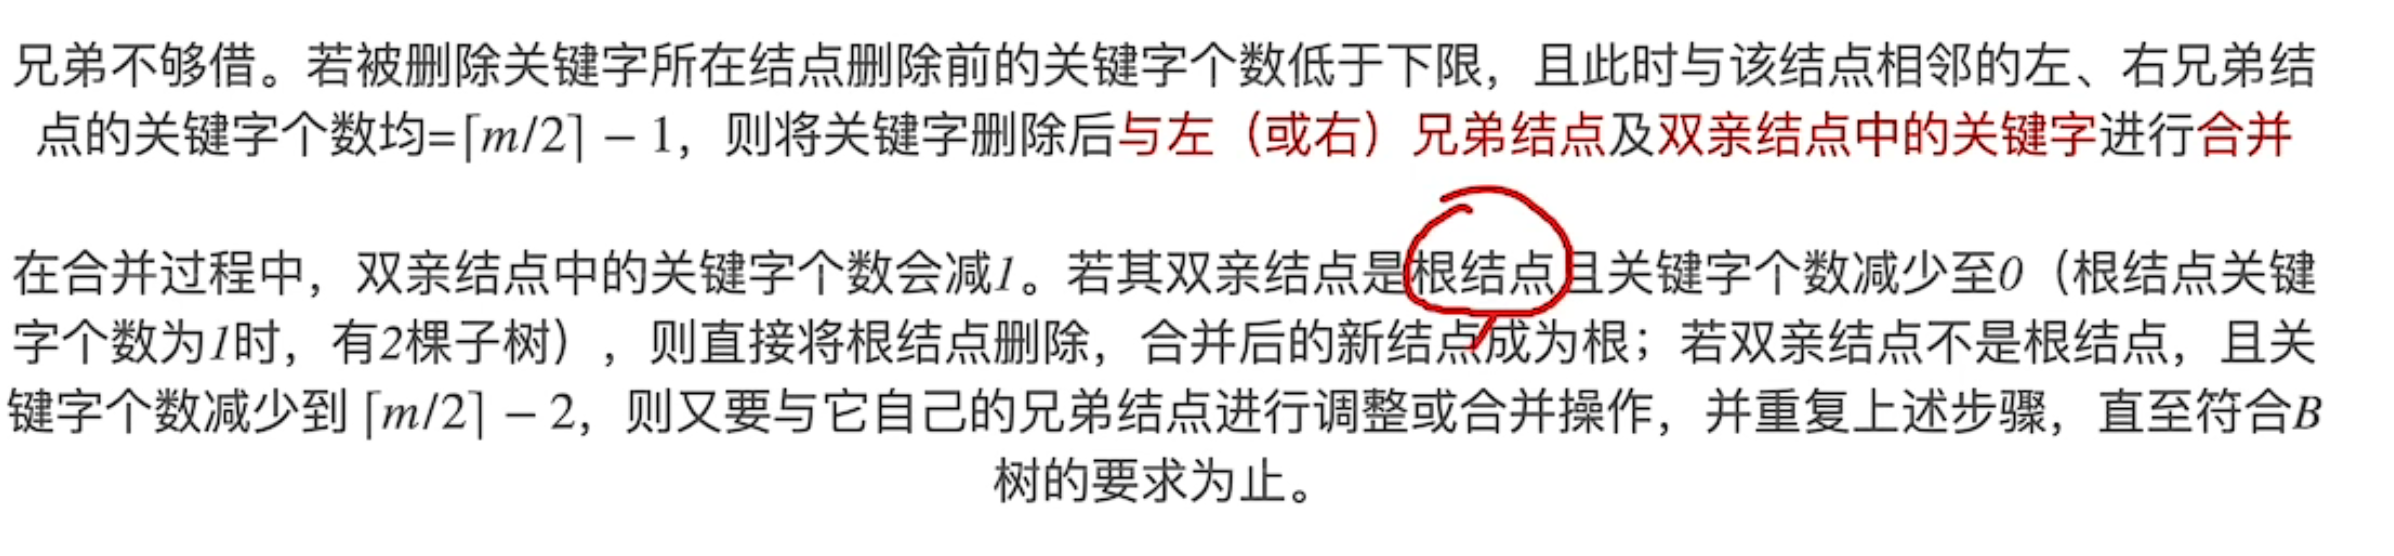 兄弟不够借。若被删除关键字所在结点删除前的关键字个数低于下限，且此时与该结点相邻的左、右兄弟结
点的关键字个数均=⌈m/2⌉ − 1，则将关键字删除后与左（或右）兄弟结点及双亲结点中的关键字进行合并
在合并过程中，双亲结点中的关键字个数会减1。若其双亲结点是根结点且关键字个数减少至0（根结点关键
字个数为1时，有2棵子树），则直接将根结点删除，合并后的新结点成为根；若双亲结点不是根结点，且关
键字个数减少到 ⌈m/2⌉ − 2，则又要与它自己的兄弟结点进行调整或合并操作，并重复上述步骤，直至符合B
树的要求为止。